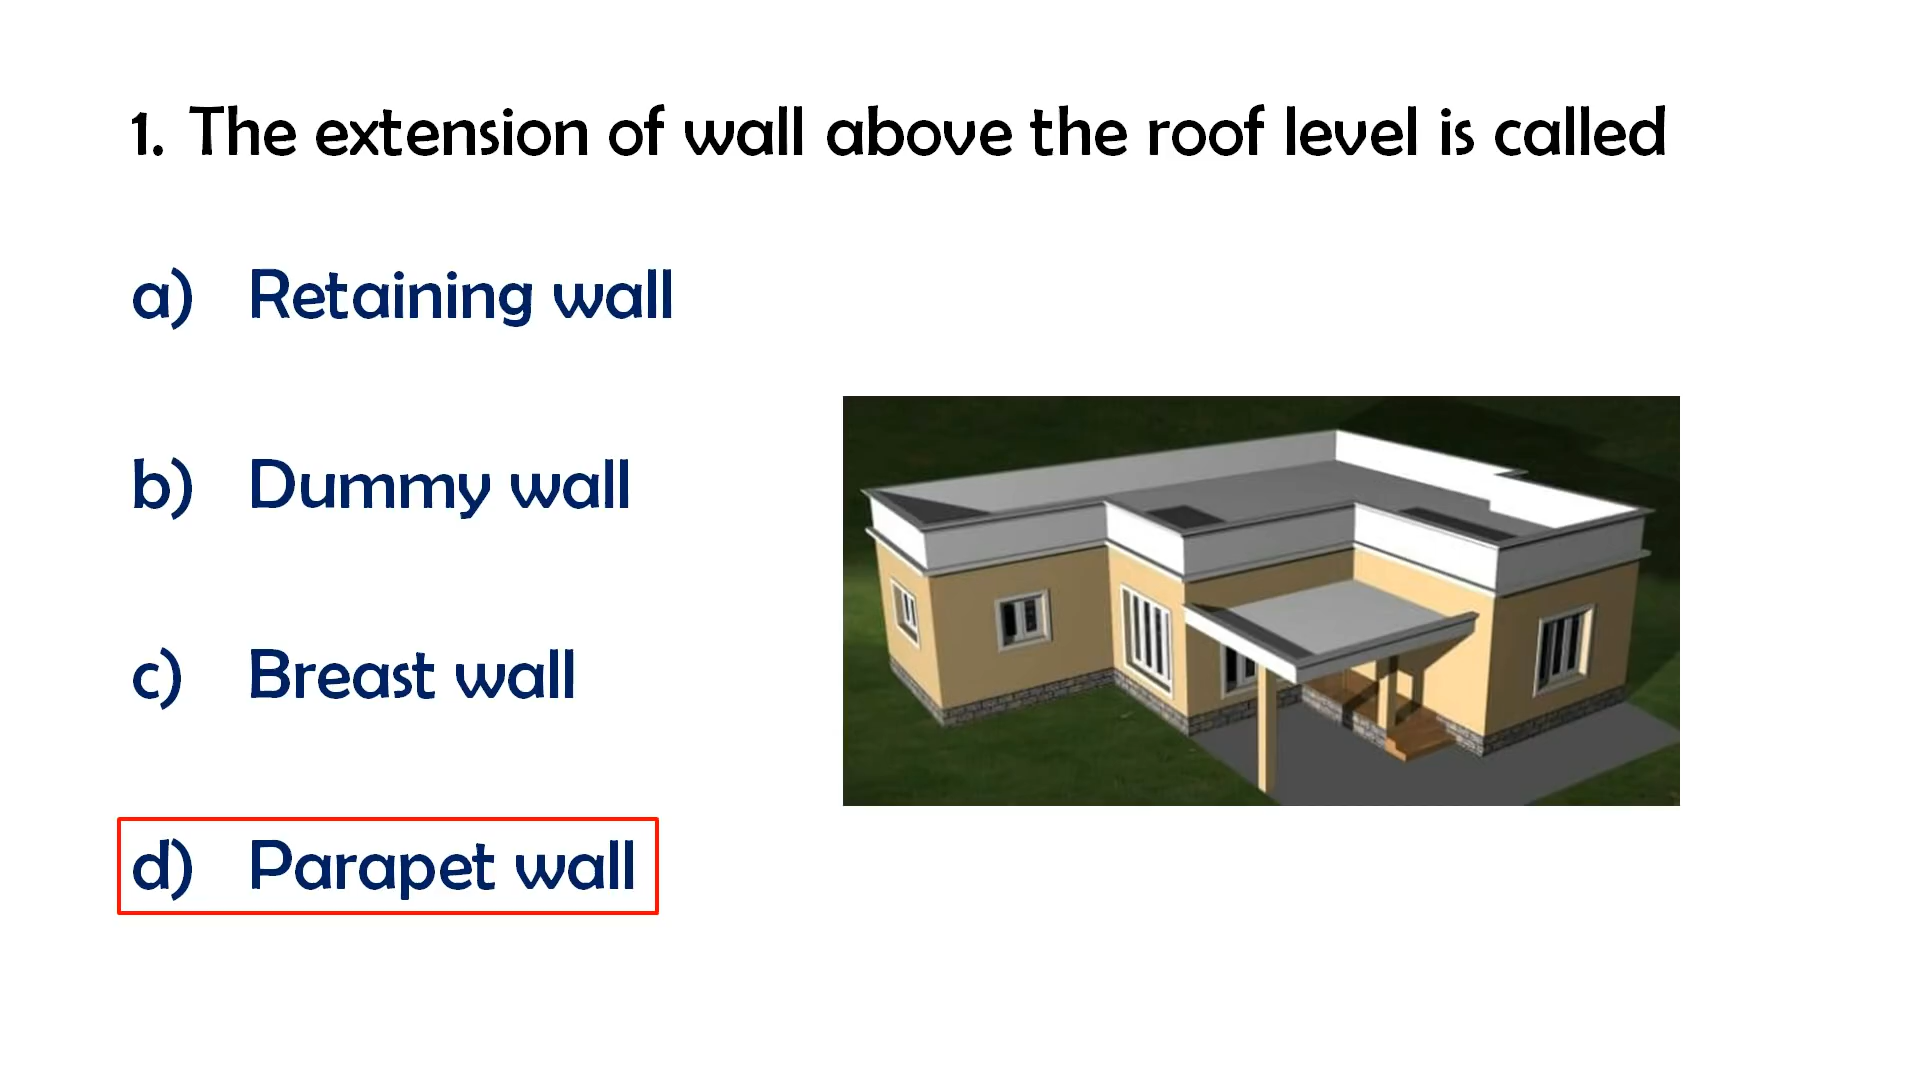 1. The extension of wall above the roof level is called
a) Retaining wall
b) Dummy wall
c) Breast wall
d) Parapet wall